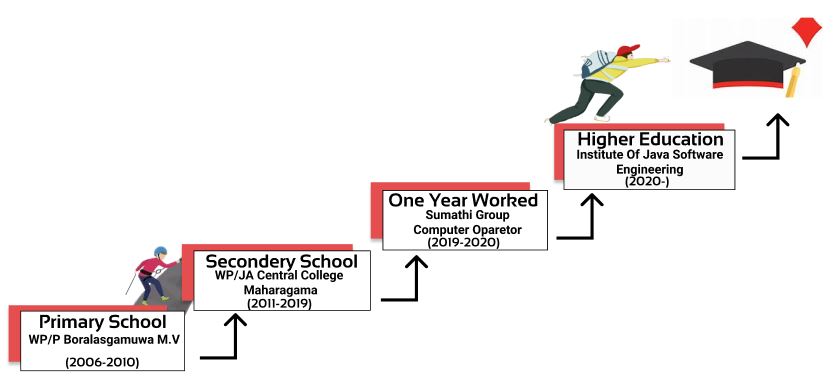 Primary School
WP/P Boralasgamuwa M.V
(2006-2010)
Secondery School
WP/JA Central College
Maharagama
(2011-2019)
One Year Worked
Sumathi Group
Computer Oparetor
(2019-2020)
Higher Education
Institute Of Java Software
Engineering
(2020-)